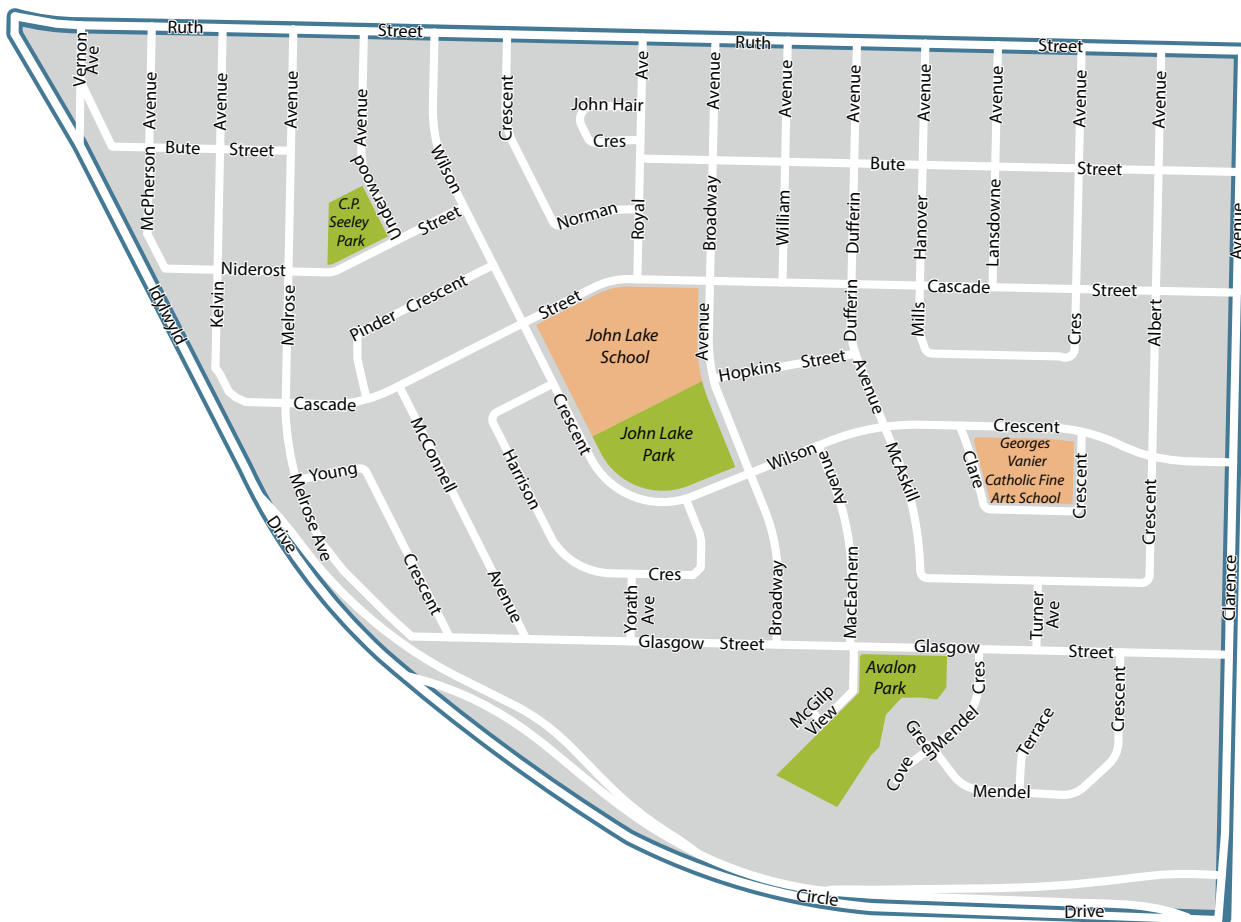 Ruth Street Ruth Street
Vernon
Ave
McPherson Avenue
Kelvin Avenue
Melrose Avenue
Underwood Avenue
Wilson Crescent
Norman Crescent
Royal Ave
Broadway Avenue
William Avenue
Dufferin Avenue
Hanover Avenue
Lansdowne Avenue
Mills Cres
Avenue
Albert Avenue
Clarence Avenue
John Hair
Cres
Bute Street
Bute Street
C.P.
Seeley
Park
Niderost Street
Idylwyld Drive
Pinder Crescent
Cascade Street
Cascade Street
John Lake
School
John Lake
Park
Hopkins Street
Dufferin Avenue
Wilson Crescent
Georges
Vanier
Catholic Fine
Arts School
Clare Crescent
McAskill Crescent
Melrose Ave
Young Crescent
McConnell Avenue
Harrison Cres
Yorath
Ave
Broadway
MacEachern Avenue
Turner
Ave
Glasgow Street
Glasgow Street
Avalon
Park
McGilp
View
Mendel Cres
Green
Cove
Mendel Crescent
Terrace
Circle Drive